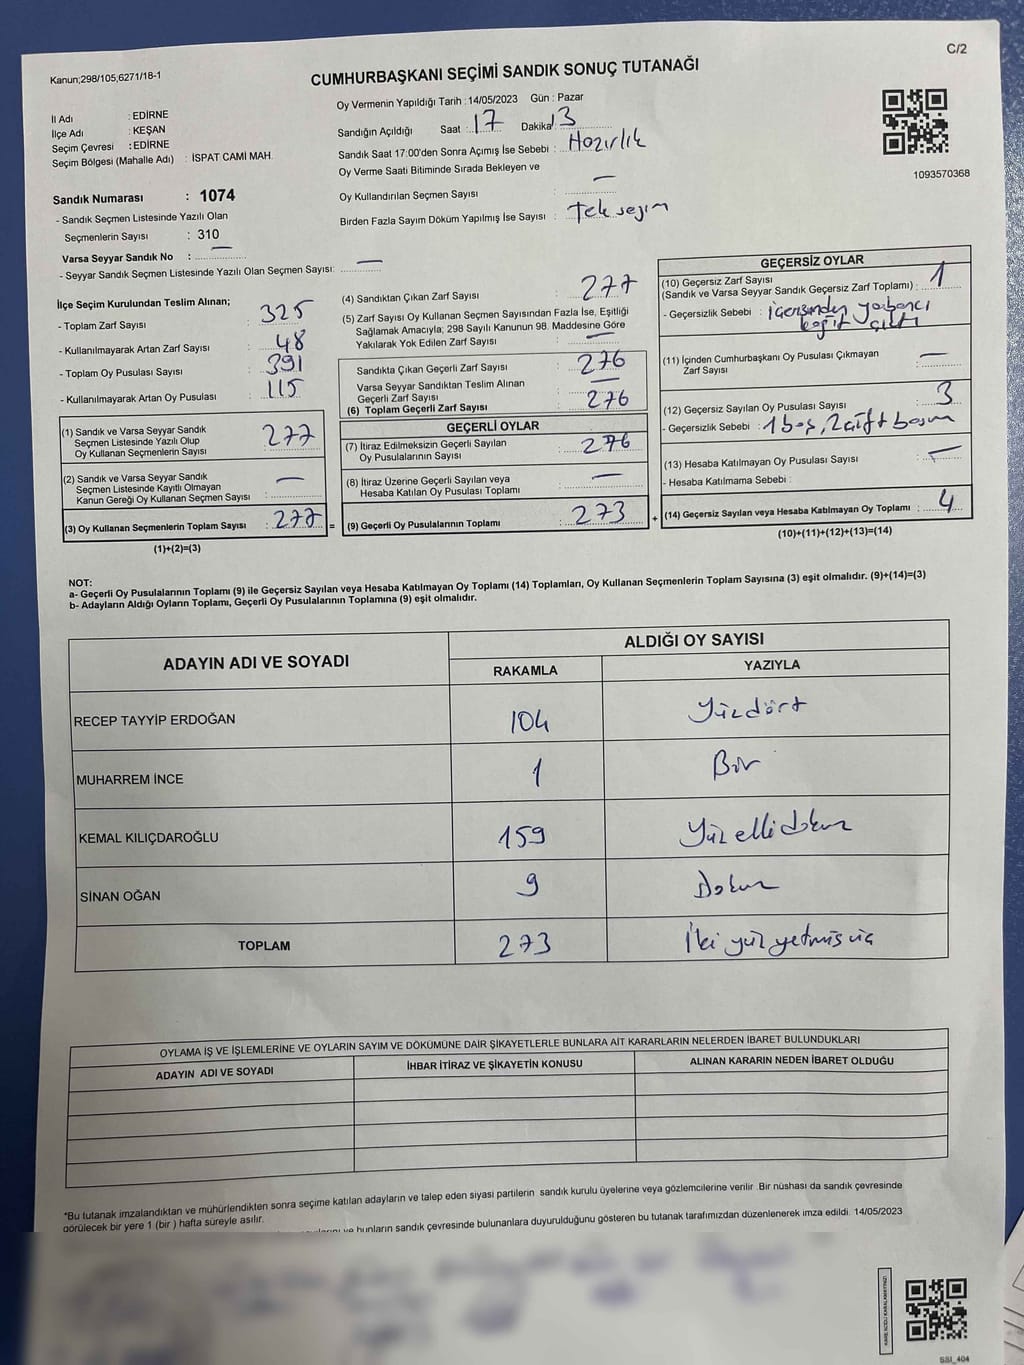 C/2
Kanun;298/105,6271/18-1
CUMHURBAŞKANI SEÇİMİ SANDIK SONUÇ TUTANAĞI
İl Adı : EDİRNE
İlçe Adı : KEŞAN
Seçim Çevresi : EDİRNE
Seçim Bölgesi (Mahalle Adı) : İSPAT CAMİ MAH.
Oy Vermenin Yapıldığı Tarih : 14/05/2023 Gün : Pazar
Sandığın Açıldığı Saat : 17 Dakika 13
Sandık Saat 17:00'den Sonra Açımış İse Sebebi : Hazırlık
Oy Verme Saati Bitiminde Sırada Bekleyen ve
Oy Kullandırılan Seçmen Sayısı : —
Birden Fazla Sayım Döküm Yapılmış İse Sayısı : Tek seçim
1093570368
Sandık Numarası : 1074
- Sandık Seçmen Listesinde Yazılı Olan
Seçmenlerin Sayısı : 310
Varsa Seyyar Sandık No : —
- Seyyar Sandık Seçmen Listesinde Yazılı Olan Seçmen Sayısı: —
İlçe Seçim Kurulundan Teslim Alınan;
- Toplam Zarf Sayısı : 325
- Kullanılmayarak Artan Zarf Sayısı : 48
- Toplam Oy Pusulası Sayısı : 391
- Kullanılmayarak Artan Oy Pusulası : 115
(1) Sandık ve Varsa Seyyar Sandık
Seçmen Listesinde Yazılı Olup
Oy Kullanan Seçmenlerin Sayısı : 277
(2) Sandık ve Varsa Seyyar Sandık
Seçmen Listesinde Kayıtlı Olmayan
Kanun Gereği Oy Kullanan Seçmen Sayısı : —
(3) Oy Kullanan Seçmenlerin Toplam Sayısı : 277 =
(1)+(2)=(3)
(4) Sandıktan Çıkan Zarf Sayısı : 277
(5) Zarf Sayısı Oy Kullanan Seçmen Sayısından Fazla İse, Eşitliği
Sağlamak Amacıyla; 298 Sayılı Kanunun 98. Maddesine Göre
Yakılarak Yok Edilen Zarf Sayısı : —
Sandıkta Çıkan Geçerli Zarf Sayısı : 276
Varsa Seyyar Sandıktan Teslim Alınan
Geçerli Zarf Sayısı : —
(6) Toplam Geçerli Zarf Sayısı : 276
GEÇERLİ OYLAR
(7) İtiraz Edilmeksizin Geçerli Sayılan
Oy Pusulalarının Sayısı : 276
(8) İtiraz Üzerine Geçerli Sayılan veya
Hesaba Katılan Oy Pusulası Toplamı : —
(9) Geçerli Oy Pusulalarının Toplamı : 273 +
GEÇERSİZ OYLAR
(10) Geçersiz Zarf Sayısı
(Sandık ve Varsa Seyyar Sandık Geçersiz Zarf Toplamı) : 1
- Geçersizlik Sebebi : içerisinden yabancı
kağıt çıktı
(11) İçinden Cumhurbaşkanı Oy Pusulası Çıkmayan
Zarf Sayısı : —
(12) Geçersiz Sayılan Oy Pusulası Sayısı : 3
- Geçersizlik Sebebi : 1 boş, 2 çift basım
(13) Hesaba Katılmayan Oy Pusulası Sayısı : —
- Hesaba Katılmama Sebebi :
(14) Geçersiz Sayılan veya Hesaba Katılmayan Oy Toplamı : 4
(10)+(11)+(12)+(13)=(14)
NOT:
a- Geçerli Oy Pusulalarının Toplamı (9) ile Geçersiz Sayılan veya Hesaba Katılmayan Oy Toplamı (14) Toplamları, Oy Kullanan Seçmenlerin Toplam Sayısına (3) eşit olmalıdır. (9)+(14)=(3)
b- Adayların Aldığı Oyların Toplamı, Geçerli Oy Pusulalarının Toplamına (9) eşit olmalıdır.
ADAYIN ADI VE SOYADI ALDIĞI OY SAYISI
RAKAMLA YAZIYLA
RECEP TAYYİP ERDOĞAN 104 Yüzdört
MUHARREM İNCE 1 Bir
KEMAL KILIÇDAROĞLU 159 Yüz elli dokuz
SİNAN OĞAN 9 Dokuz
TOPLAM 273 İki yüz yetmiş üç
OYLAMA İŞ VE İŞLEMLERİNE VE OYLARIN SAYIM VE DÖKÜMÜNE DAİR ŞİKAYETLERLE BUNLARA AİT KARARLARIN NELERDEN İBARET BULUNDUKLARI
ADAYIN ADI VE SOYADI İHBAR İTİRAZ VE ŞİKAYETİN KONUSU ALINAN KARARIN NEDEN İBARET OLDUĞU
*Bu tutanak imzalandıktan ve mühürlendikten sonra seçime katılan adayların ve talep eden siyasi partilerin sandık kurulu üyelerine veya gözlemcilerine verilir. Bir nüshası da sandık çevresinde
görülecek bir yere 1 (bir ) hafta süreyle asılır.
ve bunların sandık çevresinde bulunanlara duyurulduğunu gösteren bu tutanak tarafımızdan düzenlenerek imza edildi. 14/05/2023
SSI_404